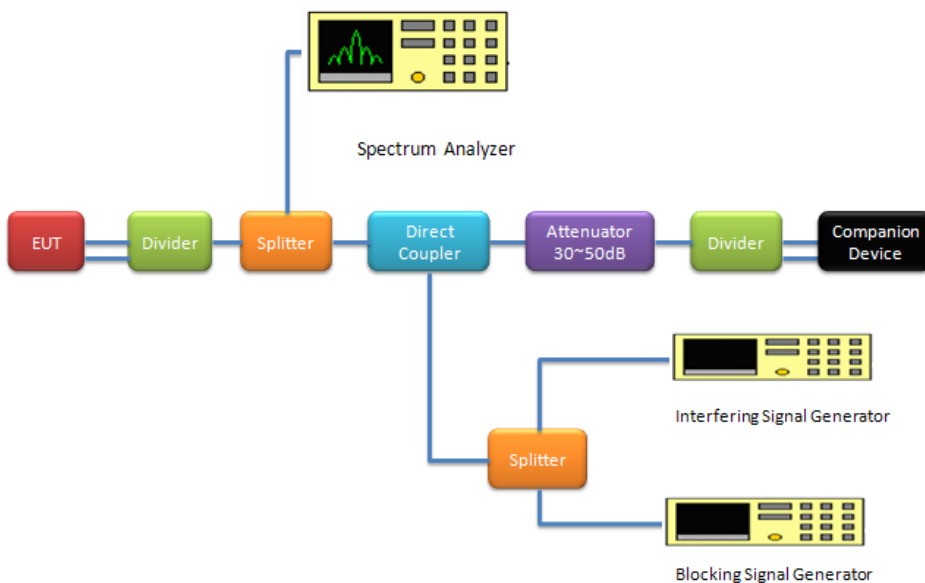 Spectrum Analyzer
EUT
Divider
Splitter
Direct
Coupler
Attenuator
30~50dB
Divider
Companion
Device
Interfering Signal Generator
Splitter
Blocking Signal Generator